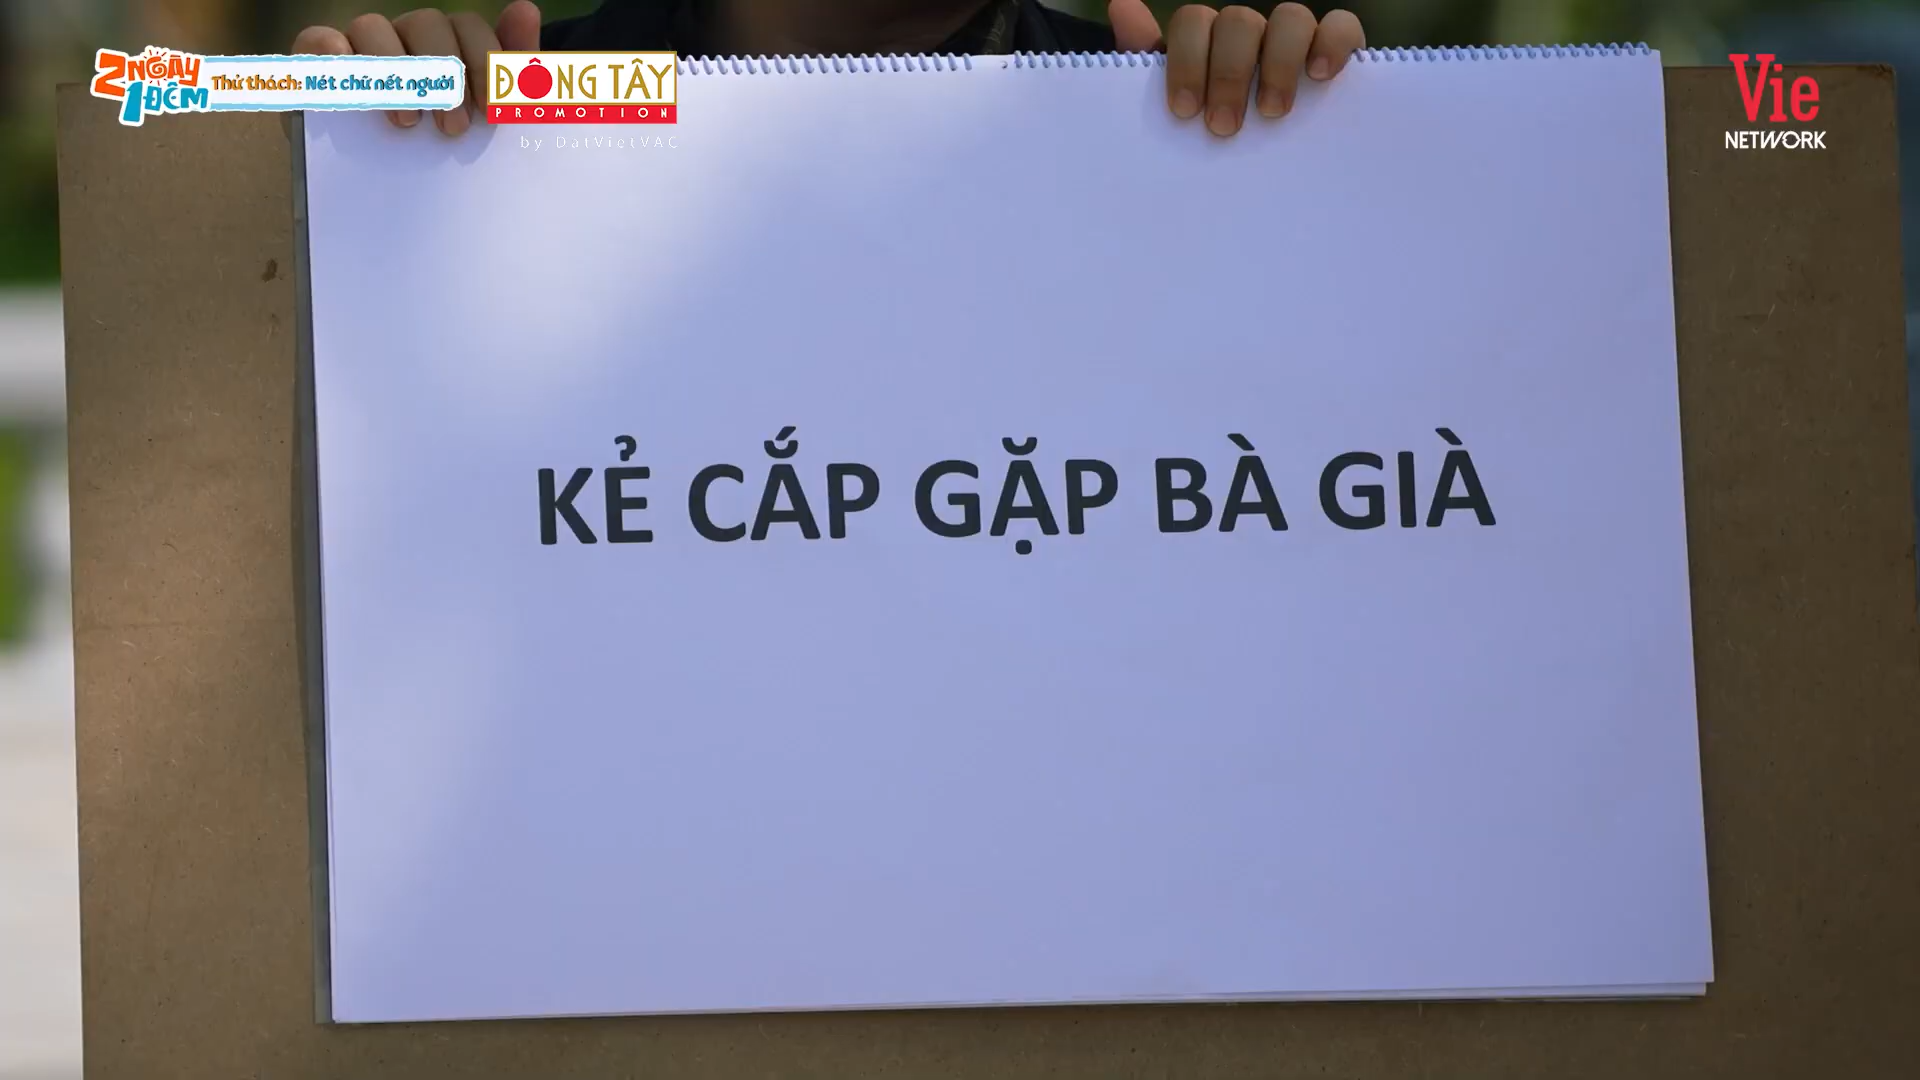 2 NGÀY 1 ĐÊM
Thử thách: Nét chữ nết người
ĐÔNG TÂY
PROMOTION
by DatVietVAC
Vie
NETWORK
KẺ CẮP GẶP BÀ GIÀ